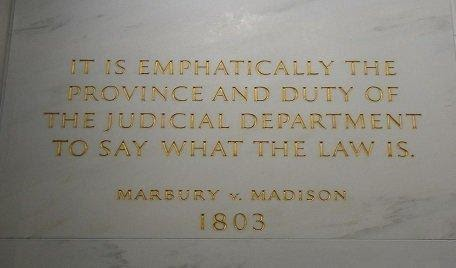 IT IS EMPHATICALLY THE
PROVINCE AND DUTY OF
THE JUDICIAL DEPARTMENT
TO SAY WHAT THE LAW IS.
MARBURY v. MADISON
1803